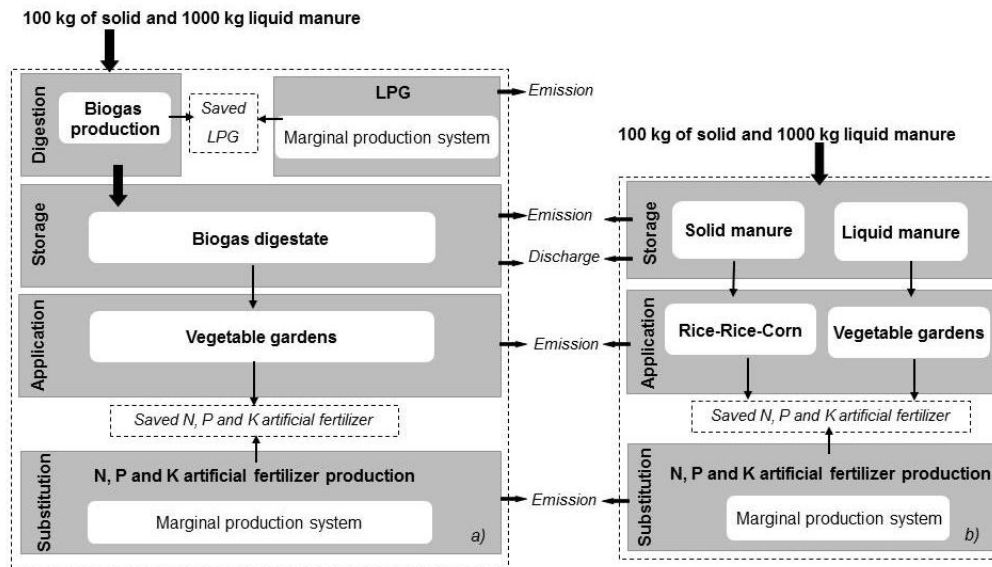 100 kg of solid and 1000 kg liquid manure
Digestion
Biogas
production
Saved
LPG
LPG
Marginal production system
Emission
Storage
Biogas digestate
Emission
Discharge
Application
Vegetable gardens
Emission
Saved N, P and K artificial fertilizer
Substitution
N, P and K artificial fertilizer production
Marginal production system
a)
Emission
100 kg of solid and 1000 kg liquid manure
Storage
Solid manure
Liquid manure
Application
Rice-Rice-Corn
Vegetable gardens
Saved N, P and K artificial fertilizer
Substitution
N, P and K artificial fertilizer production
Marginal production system
b)